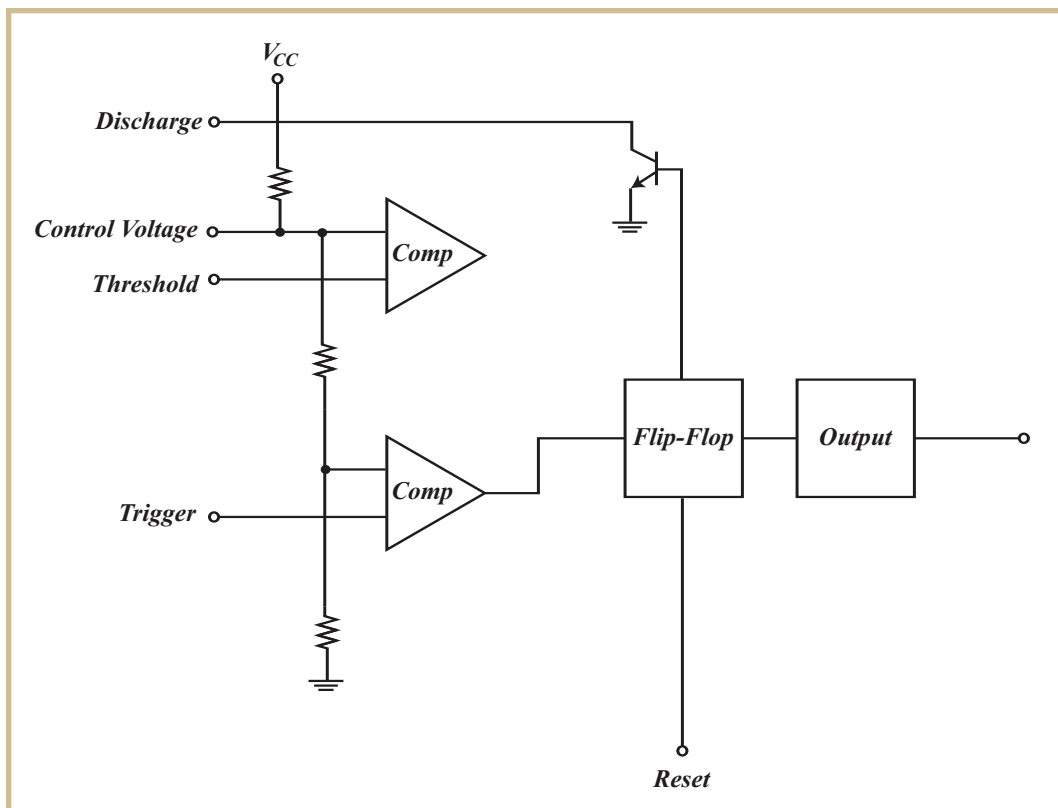 V_CC
Discharge
Control Voltage
Comp
Threshold
Flip-Flop
Output
Comp
Trigger
Reset